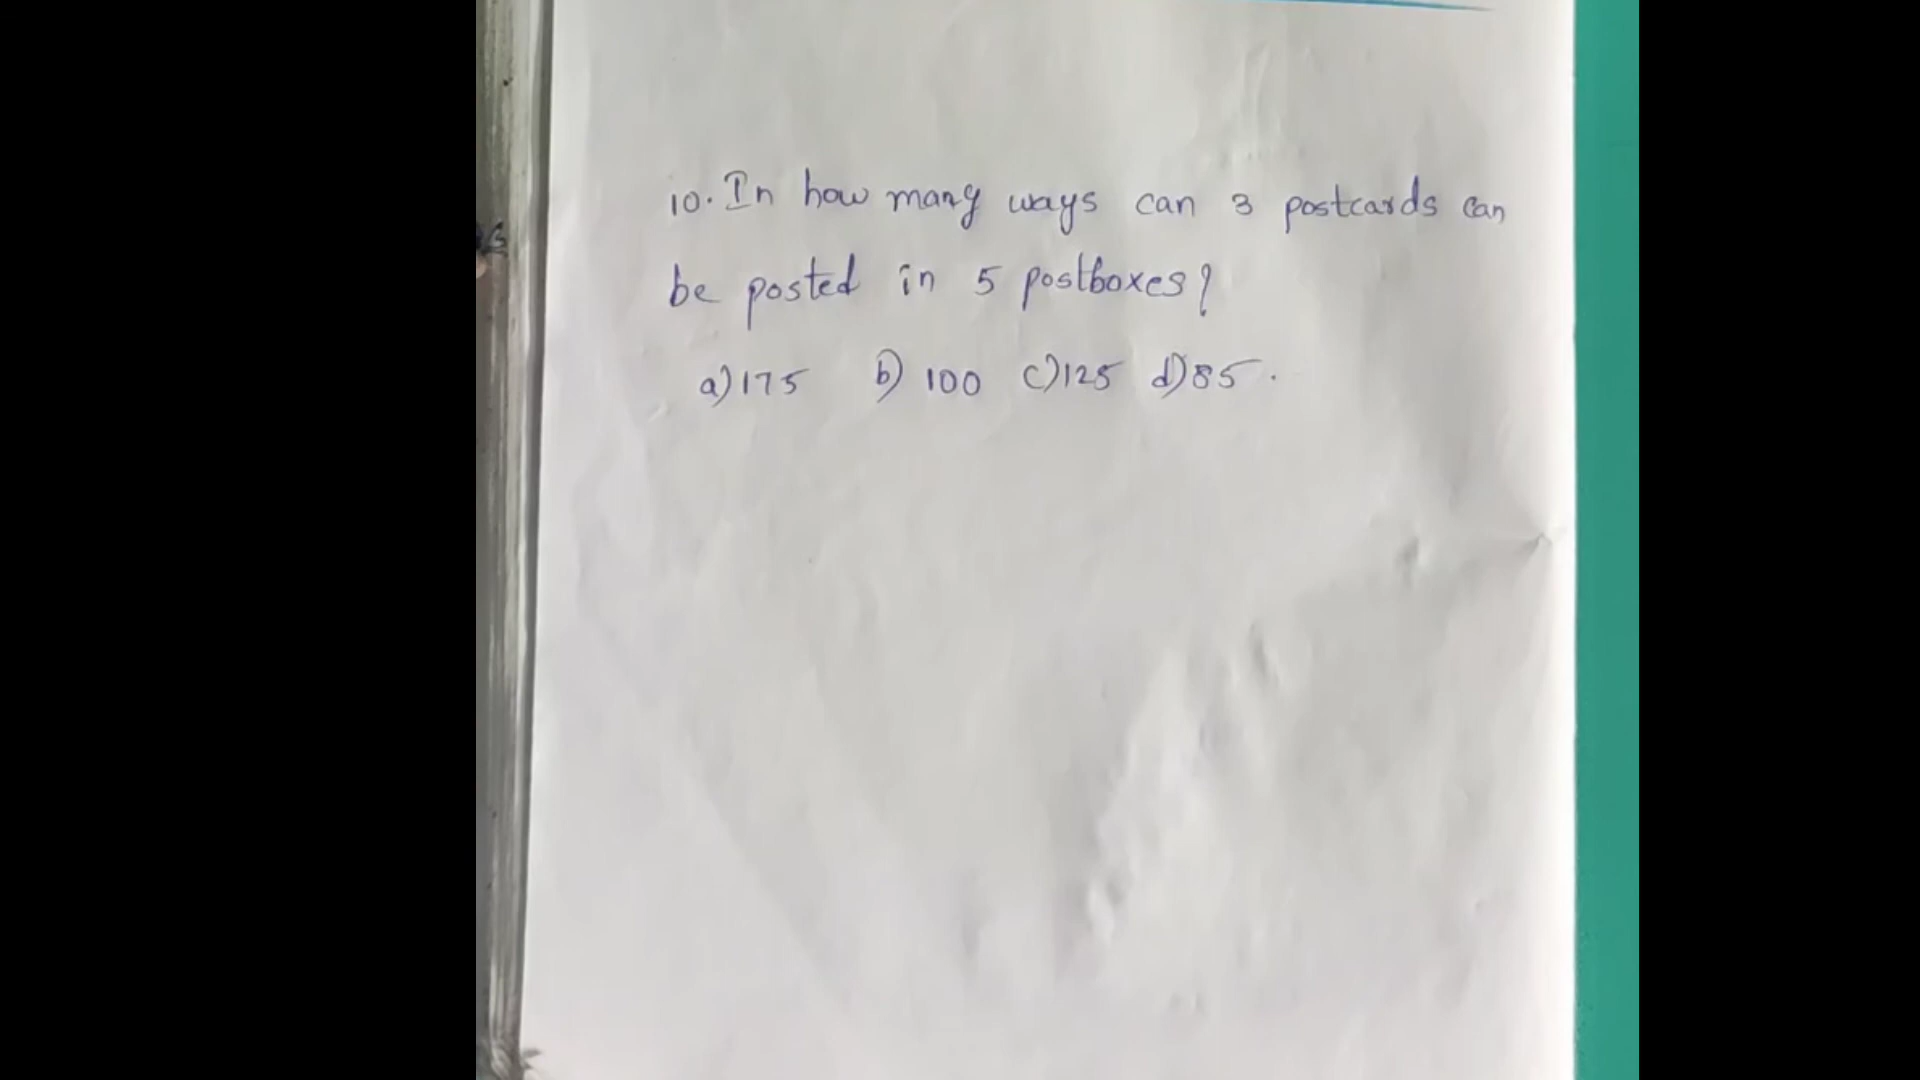 10. In how many ways can 3 postcards can
be posted in 5 postboxes?
a) 175 b) 100 c) 125 d) 85.